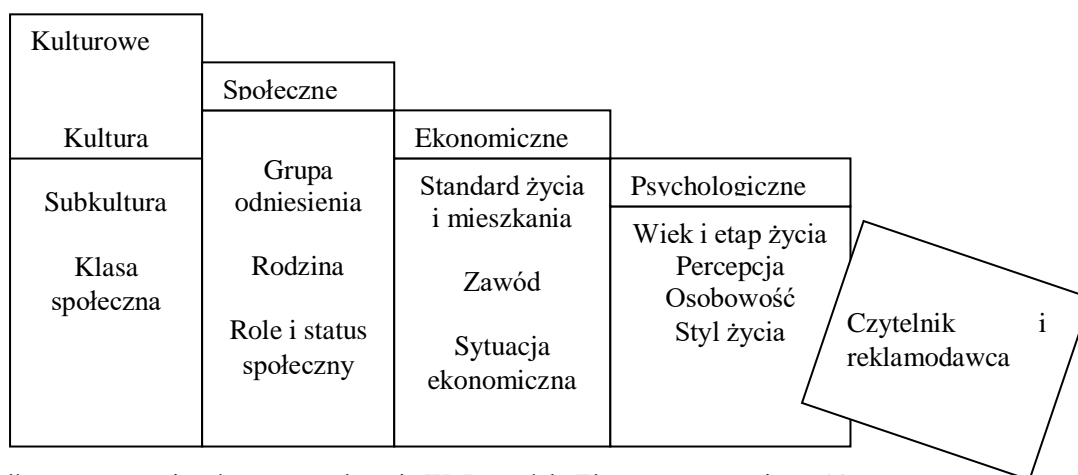 Kulturowe
Kultura
Subkultura
Klasa
społeczna
Społeczne
Grupa
odniesienia
Rodzina
Role i status
społeczny
Ekonomiczne
Standard życia
i mieszkania
Zawód
Sytuacja
ekonomiczna
Psychologiczne
Wiek i etap życia
Percepcja
Osobowość
Styl życia
Czytelnik i
reklamodawca